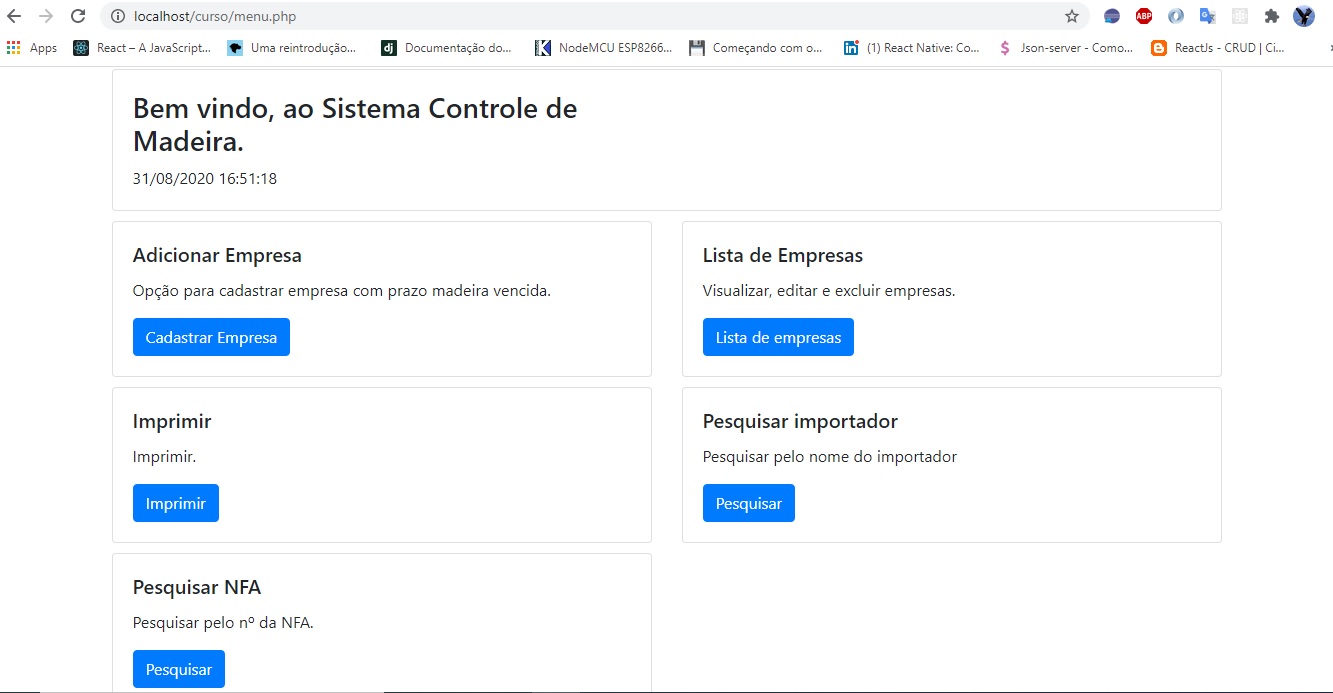 localhost/curso/menu.php
Apps React – A JavaScript... Uma reintrodução... Documentação do... NodeMCU ESP8266... Começando com o... (1) React Native: Co... Json-server - Como... ReactJs - CRUD | Ci...
Bem vindo, ao Sistema Controle de
Madeira.
31/08/2020 16:51:18
Adicionar Empresa
Opção para cadastrar empresa com prazo madeira vencida.
Cadastrar Empresa
Lista de Empresas
Visualizar, editar e excluir empresas.
Lista de empresas
Imprimir
Imprimir.
Imprimir
Pesquisar importador
Pesquisar pelo nome do importador
Pesquisar
Pesquisar NFA
Pesquisar pelo nº da NFA.
Pesquisar